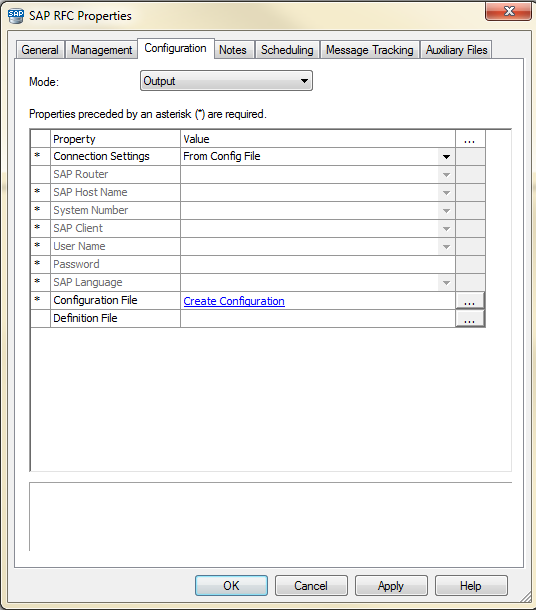 SAP SAP RFC Properties
General Management Configuration Notes Scheduling Message Tracking Auxiliary Files
Mode: Output
Properties preceded by an asterisk (*) are required.
Property Value ...
* Connection Settings From Config File
SAP Router
* SAP Host Name
* System Number
* SAP Client
* User Name
* Password
* SAP Language
* Configuration File Create Configuration ...
Definition File ...
OK Cancel Apply Help